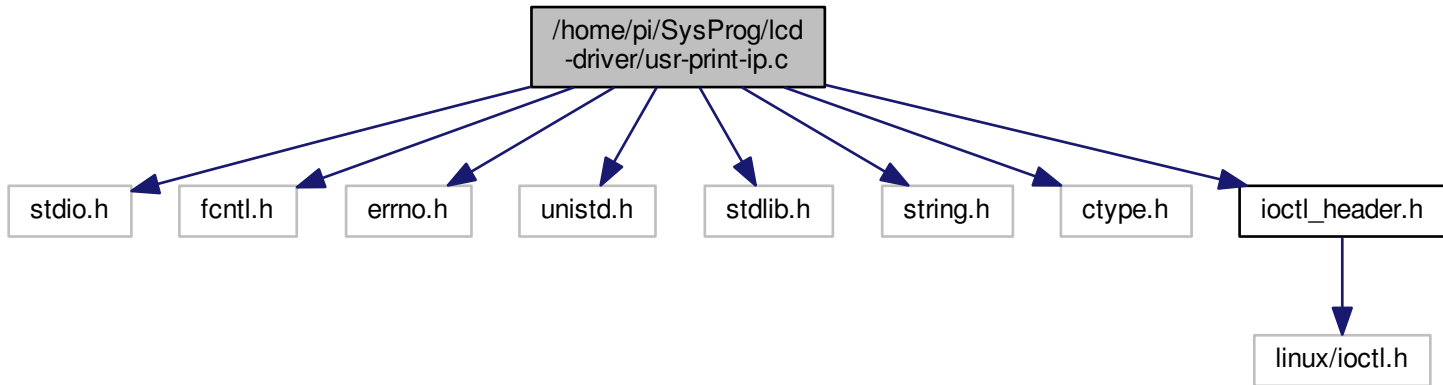 /home/pi/SysProg/lcd
-driver/usr-print-ip.c
stdio.h
fcntl.h
errno.h
unistd.h
stdlib.h
string.h
ctype.h
ioctl_header.h
linux/ioctl.h